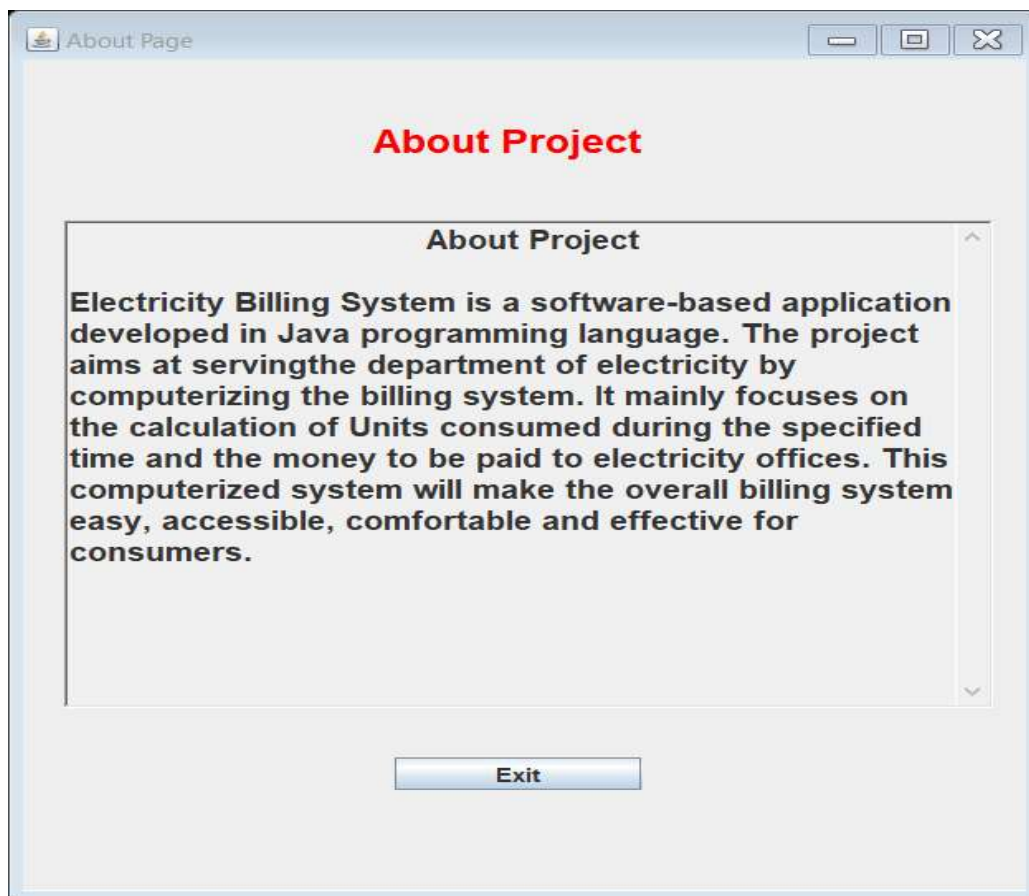 About Page
About Project
About Project
Electricity Billing System is a software-based application
developed in Java programming language. The project
aims at servingthe department of electricity by
computerizing the billing system. It mainly focuses on
the calculation of Units consumed during the specified
time and the money to be paid to electricity offices. This
computerized system will make the overall billing system
easy, accessible, comfortable and effective for
consumers.
Exit